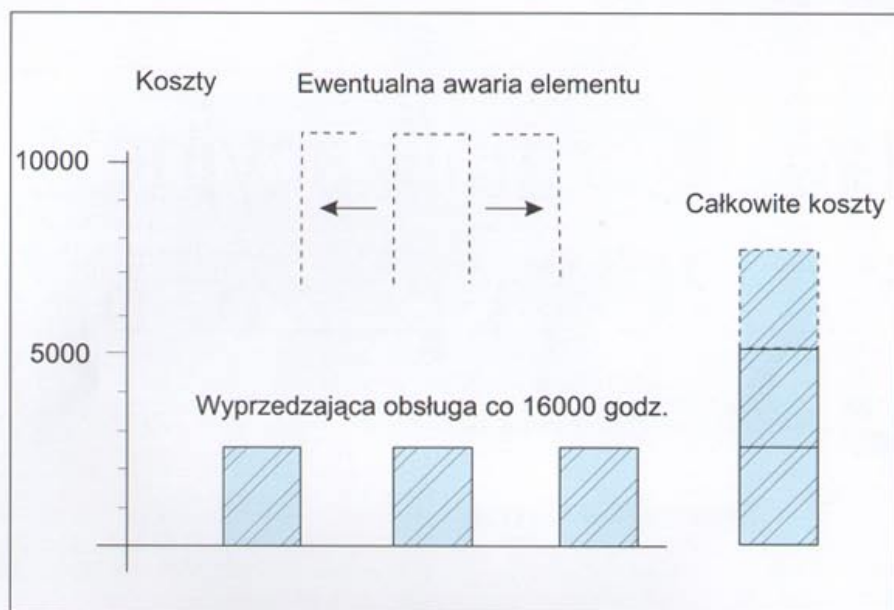 Koszty
Ewentualna awaria elementu
10000
Całkowite koszty
5000
Wyprzedzająca obsługa co 16000 godz.